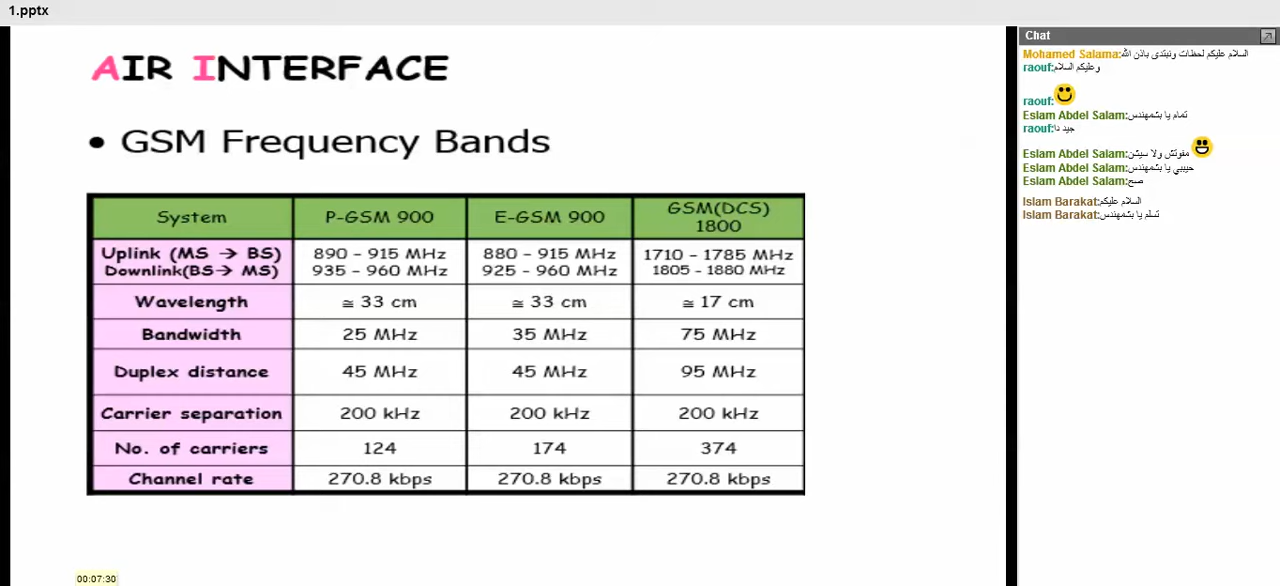 1.pptx
AIR INTERFACE
• GSM Frequency Bands
System P-GSM 900 E-GSM 900 GSM(DCS) 1800
Uplink (MS → BS) 890 - 915 MHz 880 - 915 MHz 1710 - 1785 MHz
Downlink(BS→ MS) 935 - 960 MHz 925 - 960 MHz 1805 - 1880 MHz
Wavelength ≅ 33 cm ≅ 33 cm ≅ 17 cm
Bandwidth 25 MHz 35 MHz 75 MHz
Duplex distance 45 MHz 45 MHz 95 MHz
Carrier separation 200 kHz 200 kHz 200 kHz
No. of carriers 124 174 374
Channel rate 270.8 kbps 270.8 kbps 270.8 kbps
00:07:30
Chat
Mohamed Salama: السلام عليكم لحظات ونبتدى باذن الله
raouf: وعليكم السلام
raouf:
Eslam Abdel Salam: تمام يا بشمهندس
raouf: جيد دا
Eslam Abdel Salam: مفوتش ولا سيشن
Eslam Abdel Salam: حبيبي يا بشمهندس
Eslam Abdel Salam: صح
Islam Barakat: السلام عليكم
Islam Barakat: تسلم يا بشمهندس